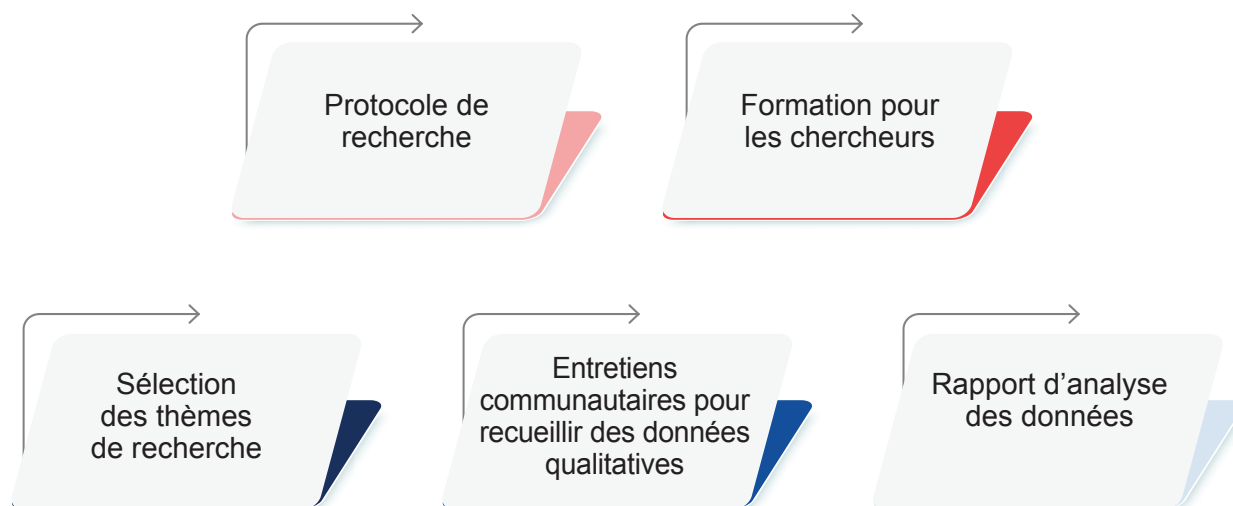 Protocole de
recherche
Formation pour
les chercheurs
Sélection
des thèmes
de recherche
Entretiens
communautaires pour
recueillir des données
qualitatives
Rapport d’analyse
des données